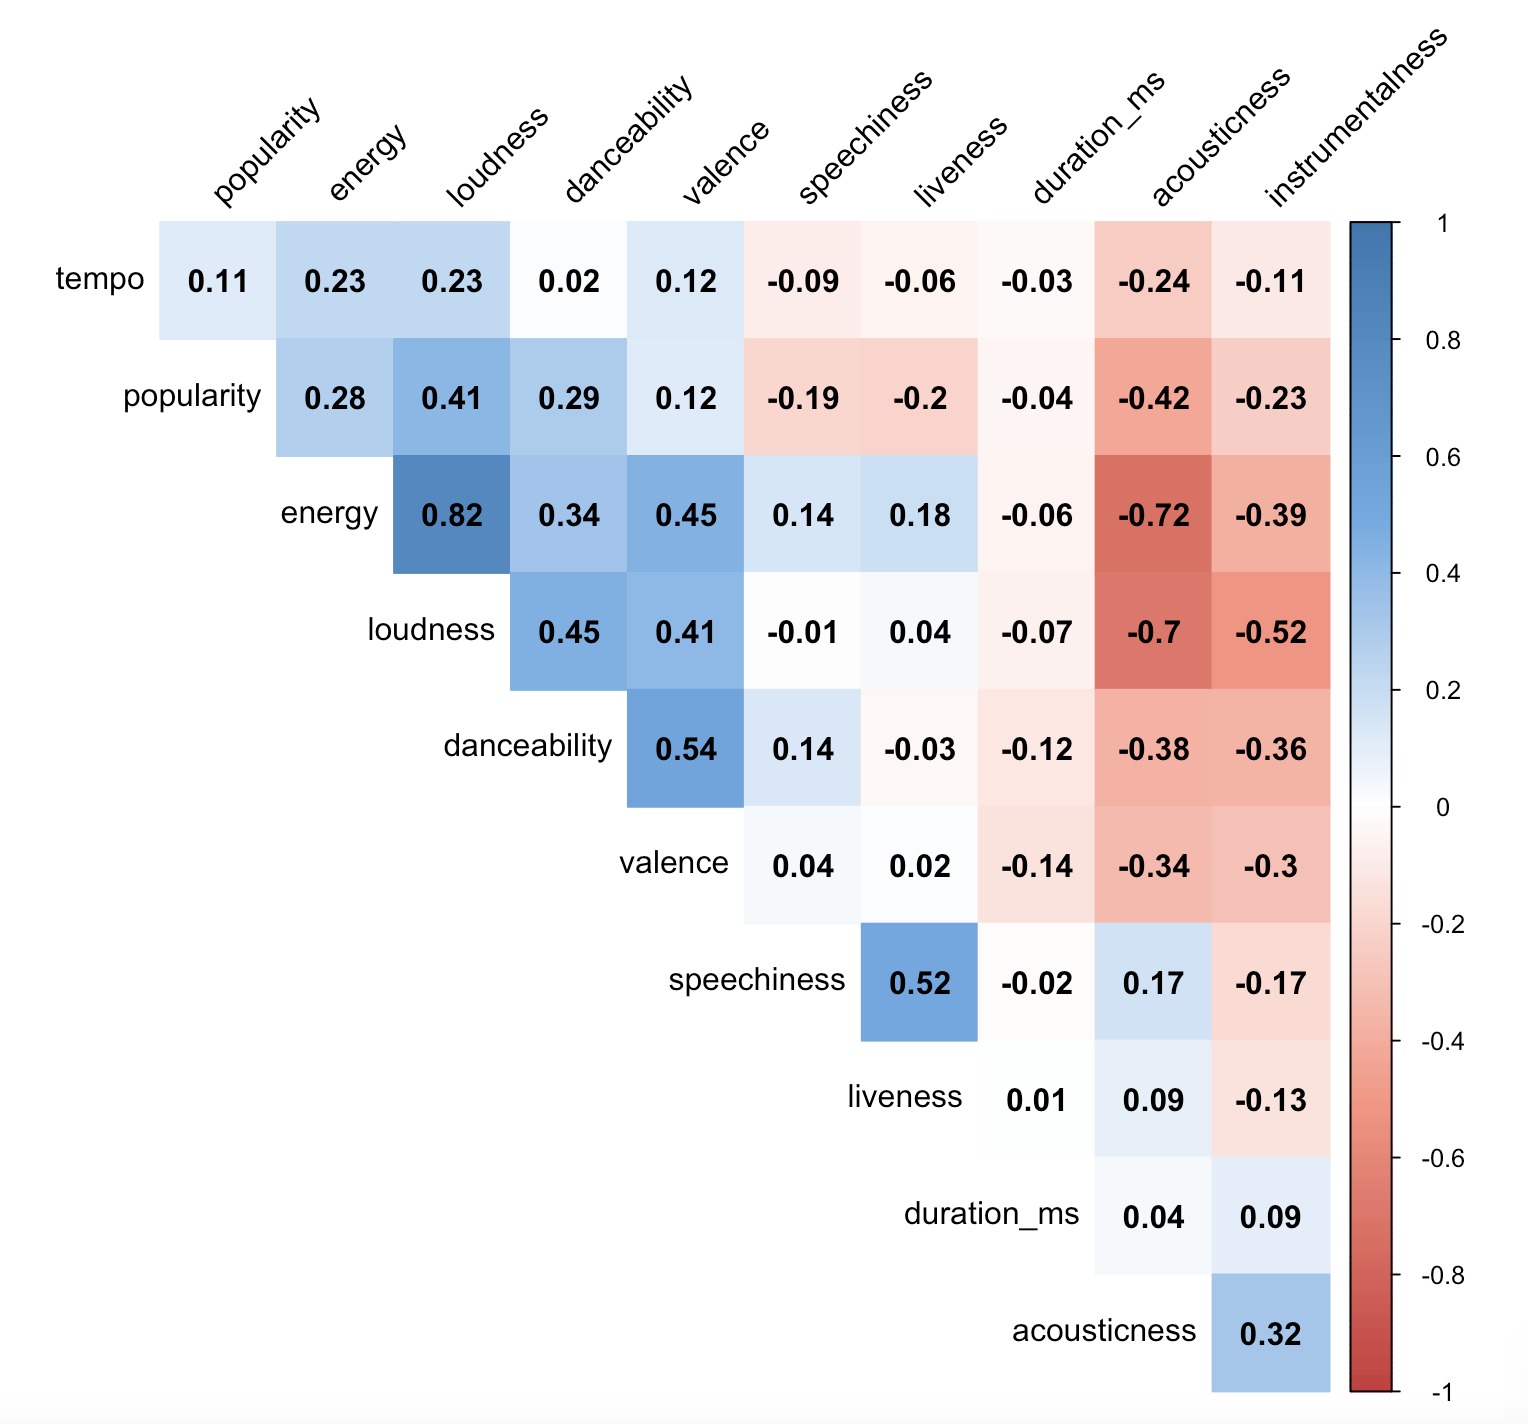 popularity energy loudness danceability valence speechiness liveness duration_ms acousticness instrumentalness
tempo 0.11 0.23 0.23 0.02 0.12 -0.09 -0.06 -0.03 -0.24 -0.11
popularity 0.28 0.41 0.29 0.12 -0.19 -0.2 -0.04 -0.42 -0.23
energy 0.82 0.34 0.45 0.14 0.18 -0.06 -0.72 -0.39
loudness 0.45 0.41 -0.01 0.04 -0.07 -0.7 -0.52
danceability 0.54 0.14 -0.03 -0.12 -0.38 -0.36
valence 0.04 0.02 -0.14 -0.34 -0.3
speechiness 0.52 -0.02 0.17 -0.17
liveness 0.01 0.09 -0.13
duration_ms 0.04 0.09
acousticness 0.32
1
0.8
0.6
0.4
0.2
0
-0.2
-0.4
-0.6
-0.8
-1